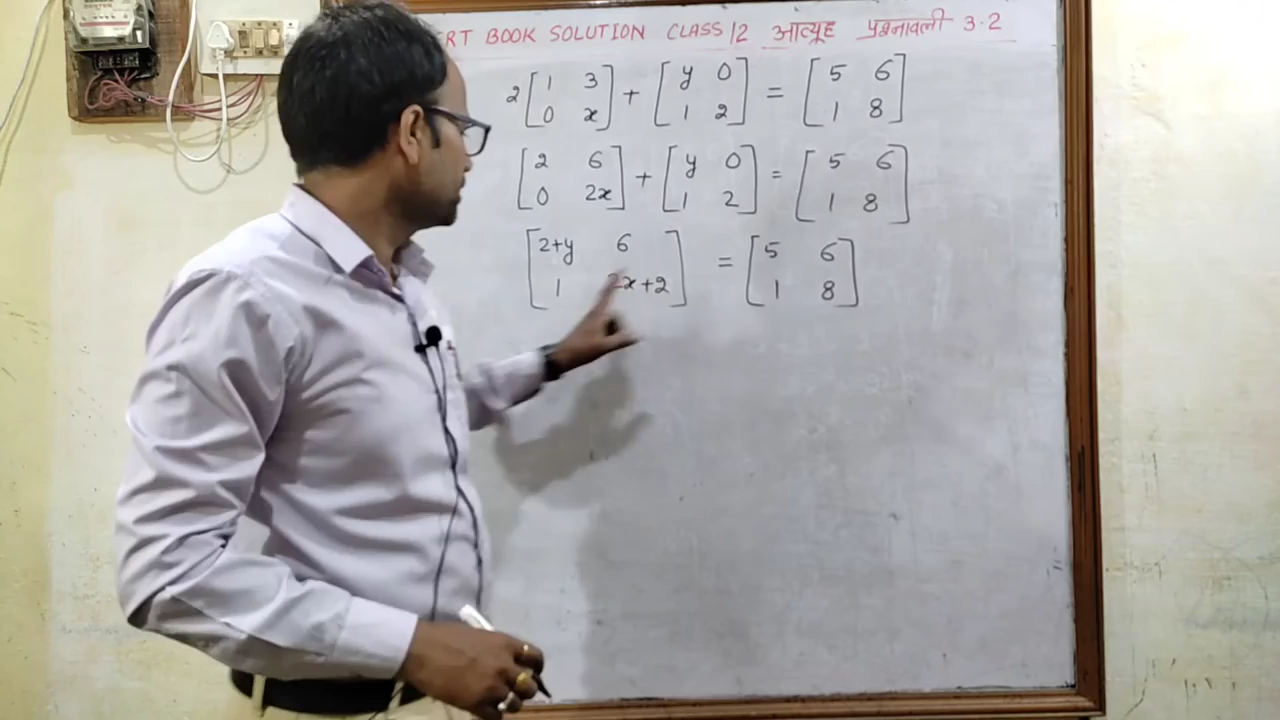 RT BOOK SOLUTION CLASS 12 आव्यूह प्रश्नावली 3.2
2 [1 3; 0 x] + [y 0; 1 2] = [5 6; 1 8]
[2 6; 0 2x] + [y 0; 1 2] = [5 6; 1 8]
[2+y 6; 1 2x+2] = [5 6; 1 8]